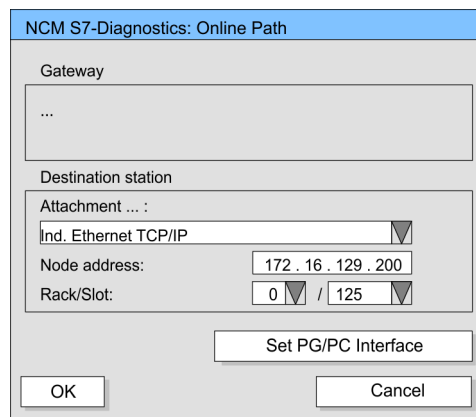 NCM S7-Diagnostics: Online Path
Gateway
...
Destination station
Attachment ... :
Ind. Ethernet TCP/IP
Node address: 172 . 16 . 129 . 200
Rack/Slot: 0 / 125
Set PG/PC Interface
OK Cancel